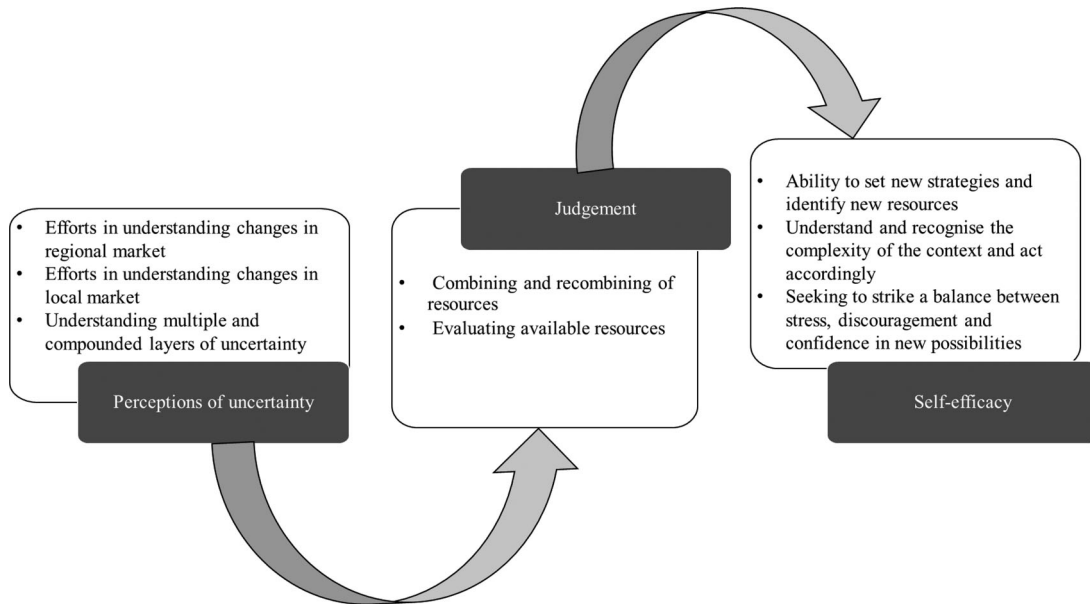 • Efforts in understanding changes in
regional market
• Efforts in understanding changes in
local market
• Understanding multiple and
compounded layers of uncertainty
Perceptions of uncertainty
Judgement
• Combining and recombining of
resources
• Evaluating available resources
• Ability to set new strategies and
identify new resources
• Understand and recognise the
complexity of the context and act
accordingly
• Seeking to strike a balance between
stress, discouragement and
confidence in new possibilities
Self-efficacy